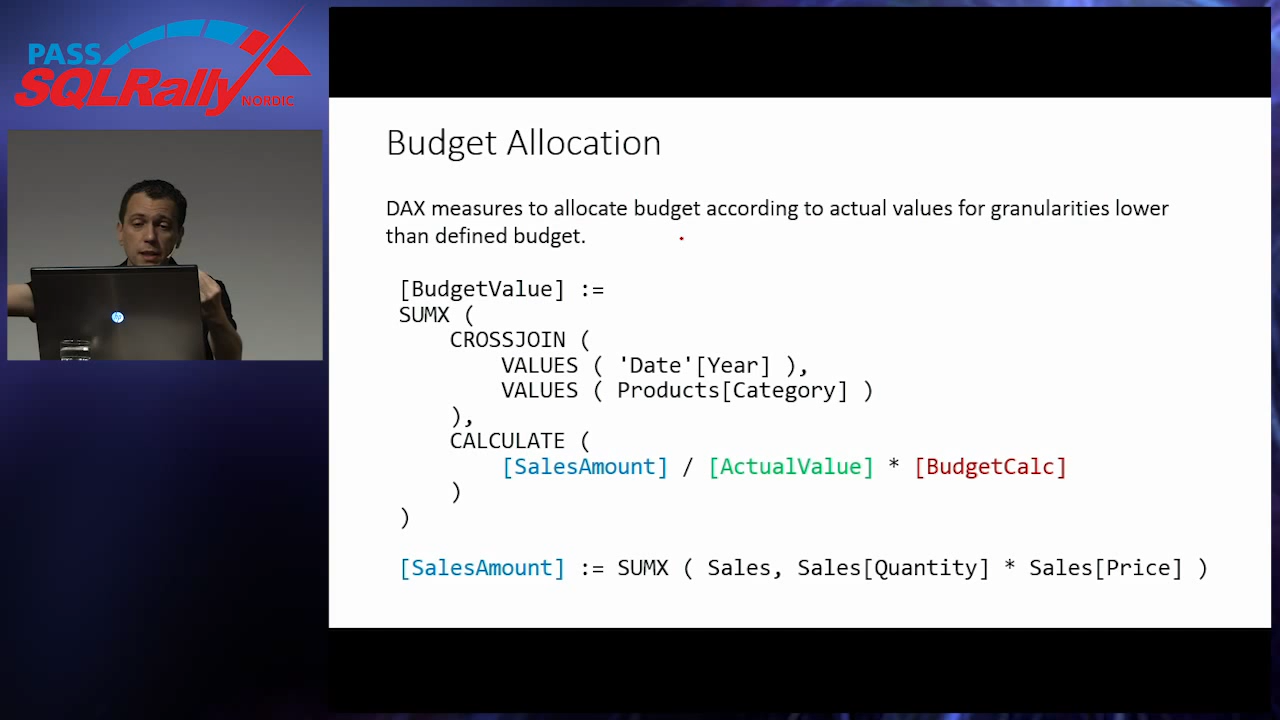 PASS
SQLRally
NORDIC
hp
Budget Allocation
DAX measures to allocate budget according to actual values for granularities lower
than defined budget.
[BudgetValue] :=
SUMX (
CROSSJOIN (
VALUES ( 'Date'[Year] ),
VALUES ( Products[Category] )
),
CALCULATE (
[SalesAmount] / [ActualValue] * [BudgetCalc]
)
)
[SalesAmount] := SUMX ( Sales, Sales[Quantity] * Sales[Price] )